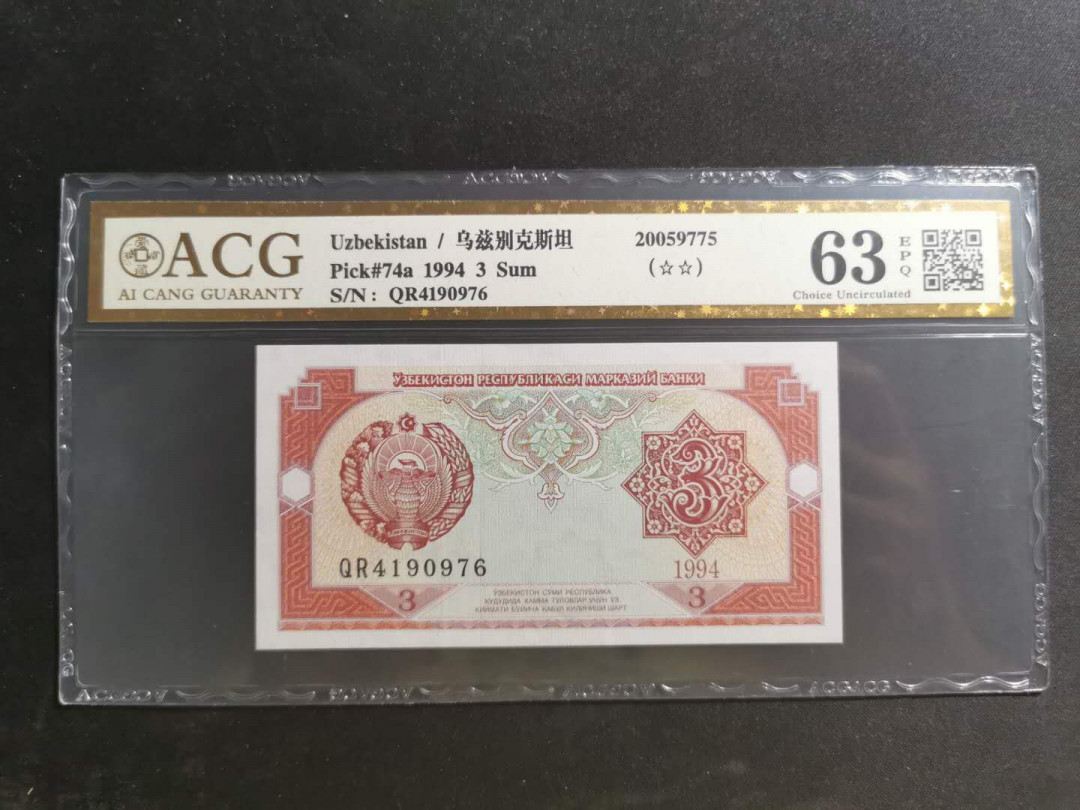 ACG
AI CANG GUARANTY
Uzbekistan / 乌兹别克斯坦
Pick#74a 1994 3 Sum
S/N: QR4190976
20059775
(☆☆)
63
EPQ
Choice Uncirculated
ЎЗБЕКИСТОН РЕСПУБЛИКАСИ МАРКАЗИЙ БАНКИ
3
QR4190976
1994
3
ЎЗБЕКИСТОН СУМИ РЕСПУБЛИКА
ҲУДУДИДА ҲАММА ТУЛОВЛАР УЧУН ЎЗ
ҚИЙМАТИ БЎЙИЧА ҚАБУЛ ҚИЛИНИШИ ШАРТ
3